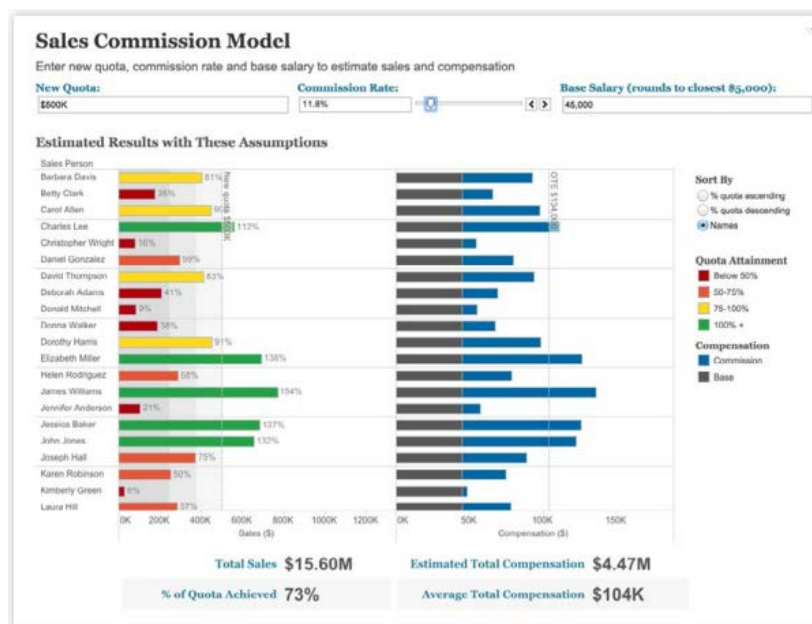 Sales Commission Model
Enter new quota, commission rate and base salary to estimate sales and compensation
New Quota:
$500K
Commission Rate:
11.8%
Base Salary (rounds to closest $5,000):
45,000
Estimated Results with These Assumptions
Sales Person
Barbara Davis 81%
Betty Clark
Carol Allen
Charles Lee 112%
Christopher Wright 16%
Daniel Gonzalez
David Thompson 83%
Deborah Adams 41%
Donald Mitchell 9%
Donna Walker 38%
Dorothy Harris 91%
Elizabeth Miller 138%
Helen Rodriguez 58%
James Williams 154%
Jennifer Anderson 21%
Jessica Baker 137%
John Jones 132%
Joseph Hall 75%
Karen Robinson 50%
Kimberly Green
Laura Hill 57%
New quota
OTE
0K 200K 400K 600K 800K 1000K 1200K
Sales ($)
0K 50K 100K 150K
Compensation ($)
Sort By
% quota ascending
% quota descending
Names
Quota Attainment
Below 50%
50-75%
75-100%
100% +
Compensation
Commission
Base
Total Sales $15.60M
% of Quota Achieved 73%
Estimated Total Compensation $4.47M
Average Total Compensation $104K